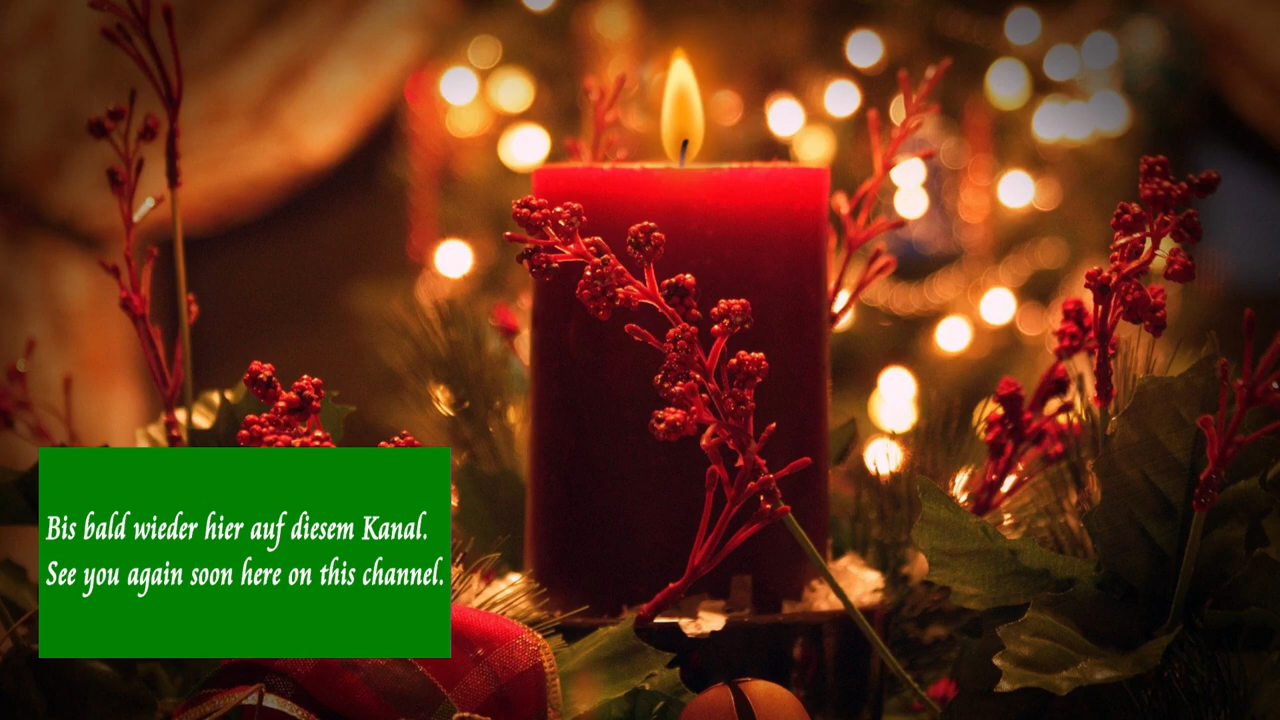 Bis bald wieder hier auf diesem Kanal.
See you again soon here on this channel.